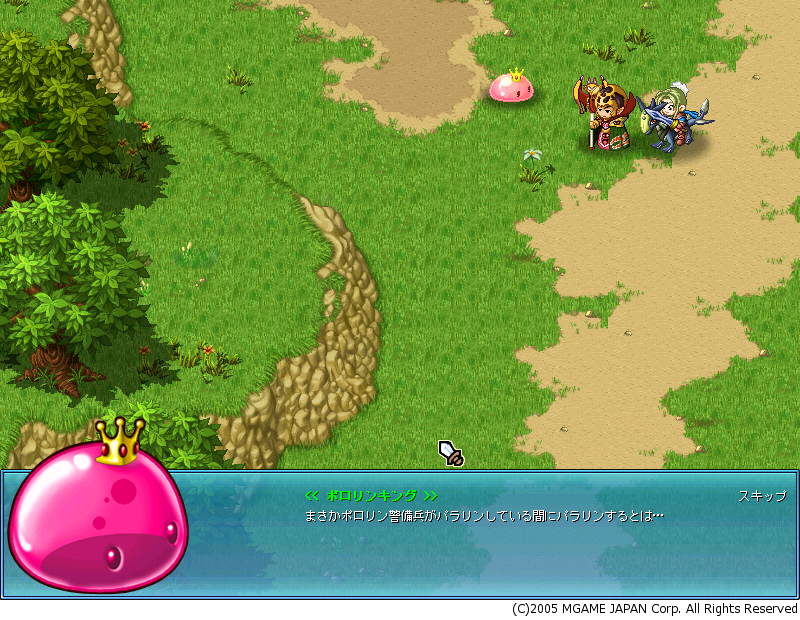 << ポロリンキング >>
スキップ
まさかポロリン警備兵がパラリンしている間にパラリンするとは…
(C)2005 MGAME JAPAN Corp. All Rights Reserved